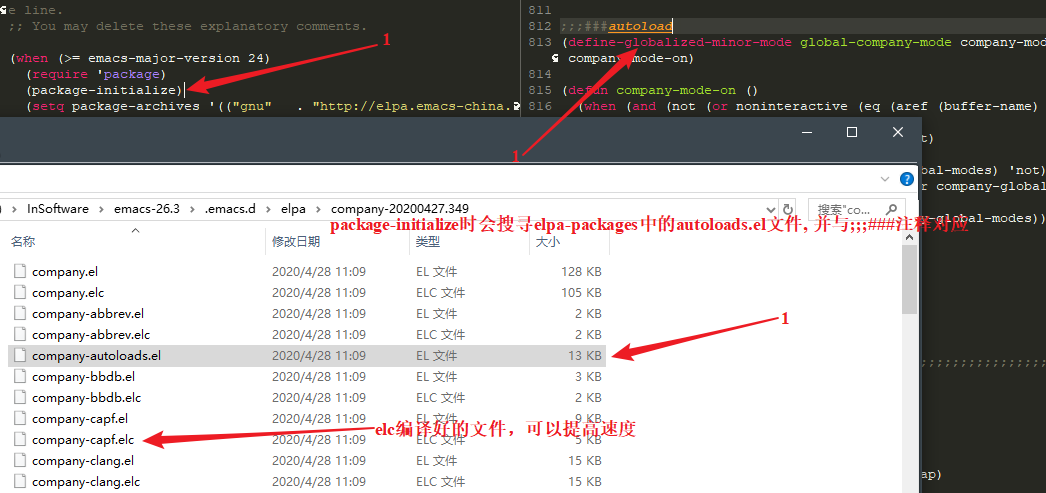 e line.
;; You may delete these explanatory comments.
(when (>= emacs-major-version 24)
(require 'package)
(package-initialize)
(setq package-archives '(("gnu" . "http://elpa.emacs-china.
1
811
812 ;;;###autoload
813 (define-globalized-minor-mode global-company-mode company-mod
company-mode-on)
814
815 (defun company-mode-on ()
816 (when (and (not (or noninteractive (eq (aref (buffer-name)
t)
bal-modes) 'not)
r company-global
-global-modes))
1
InSoftware > emacs-26.3 > .emacs.d > elpa > company-20200427.349
搜索"co...
package-initialize时会搜寻elpa-packages中的autoloads.el文件, 并与;;;###注释对应
名称 修改日期 类型 大小
company.el 2020/4/28 11:09 EL 文件 128 KB
company.elc 2020/4/28 11:09 ELC 文件 105 KB
company-abbrev.el 2020/4/28 11:09 EL 文件 2 KB
company-abbrev.elc 2020/4/28 11:09 ELC 文件 2 KB
company-autoloads.el 2020/4/28 11:09 EL 文件 13 KB
1
company-bbdb.el 2020/4/28 11:09 EL 文件 3 KB
company-bbdb.elc 2020/4/28 11:09 ELC 文件 2 KB
company-capf.el 2020/4/28 11:09 EL 文件 9 KB
elc编译好的文件，可以提高速度
company-capf.elc 2020/4/28 11:09 ELC 文件 5 KB
company-clang.el 2020/4/28 11:09 EL 文件 15 KB
company-clang.elc 2020/4/28 11:09 ELC 文件 15 KB
;;;;;;;;;;;;;;;;;
ap)